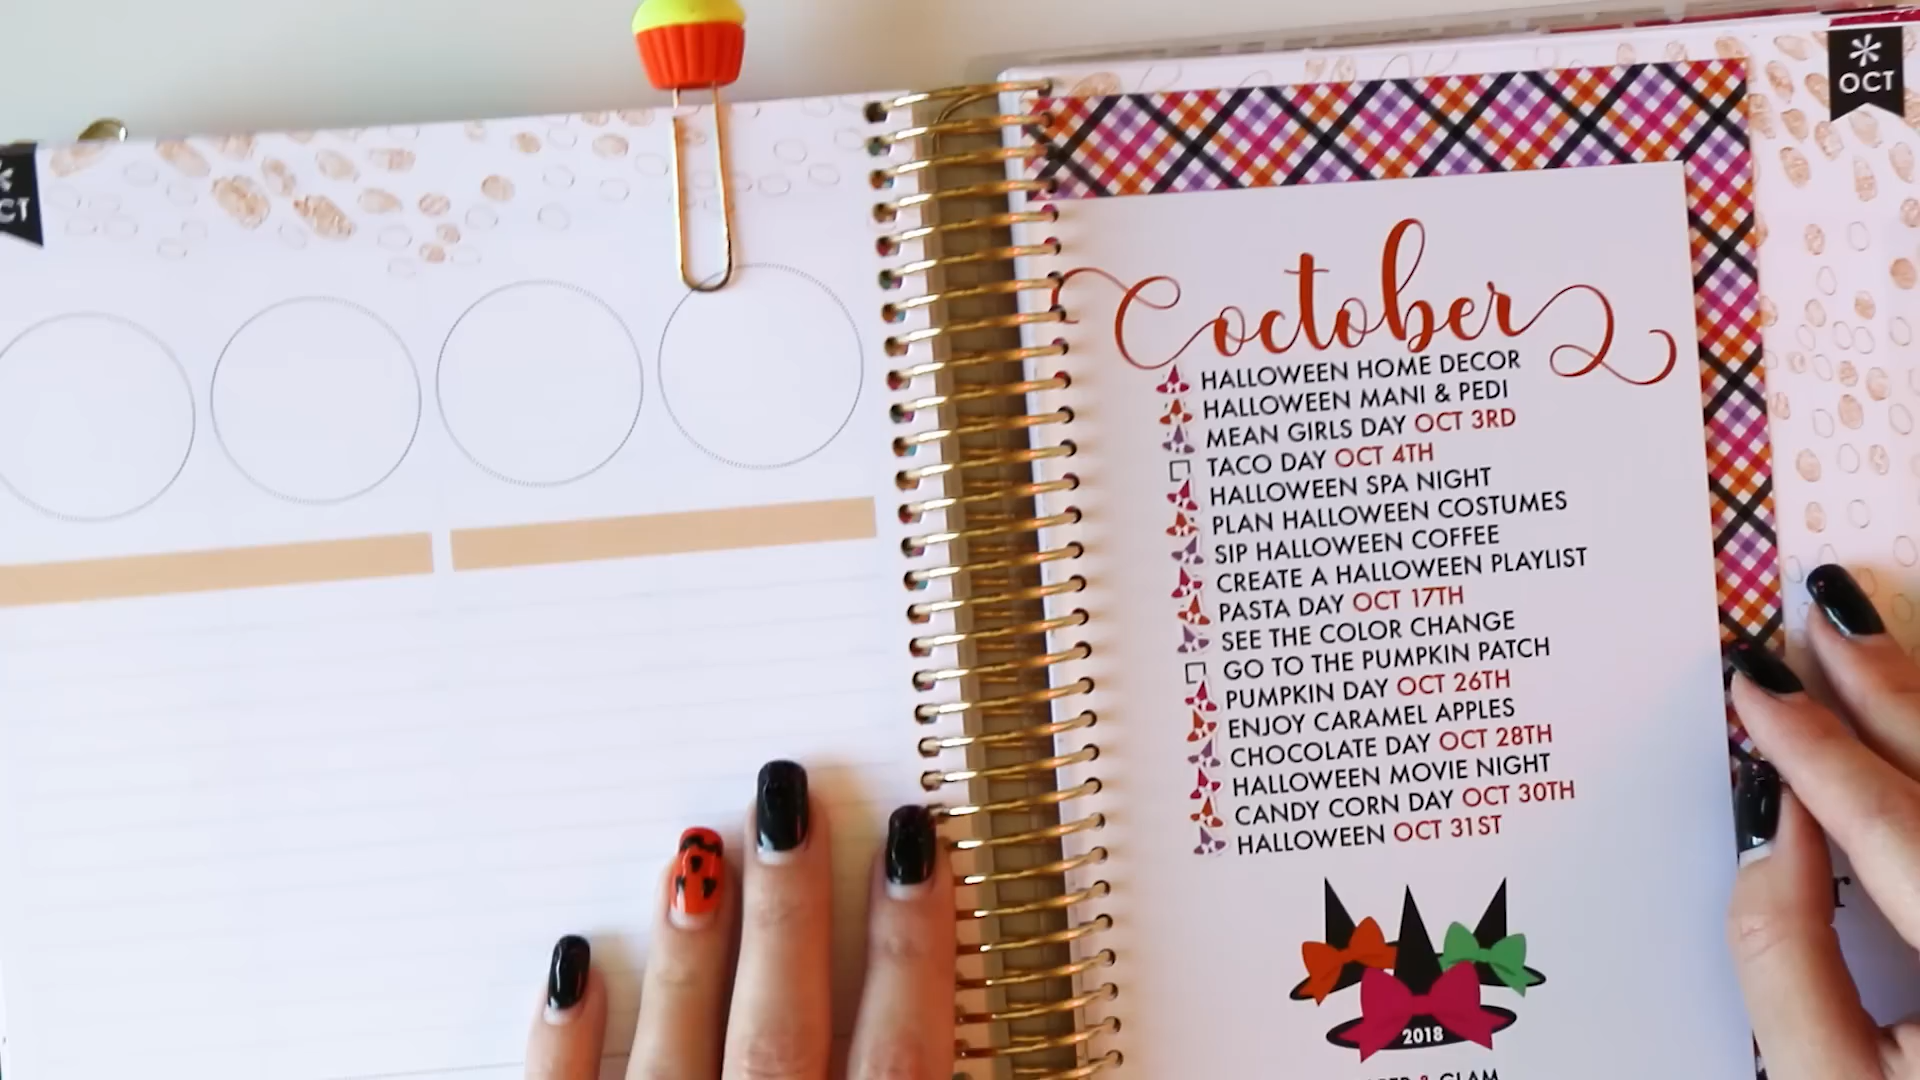 OCT
CT
october
HALLOWEEN HOME DECOR
HALLOWEEN MANI & PEDI
MEAN GIRLS DAY OCT 3RD
TACO DAY OCT 4TH
HALLOWEEN SPA NIGHT
PLAN HALLOWEEN COSTUMES
SIP HALLOWEEN COFFEE
CREATE A HALLOWEEN PLAYLIST
PASTA DAY OCT 17TH
SEE THE COLOR CHANGE
GO TO THE PUMPKIN PATCH
PUMPKIN DAY OCT 26TH
ENJOY CARAMEL APPLES
CHOCOLATE DAY OCT 28TH
HALLOWEEN MOVIE NIGHT
CANDY CORN DAY OCT 30TH
HALLOWEEN OCT 31ST
2018
& GLAM